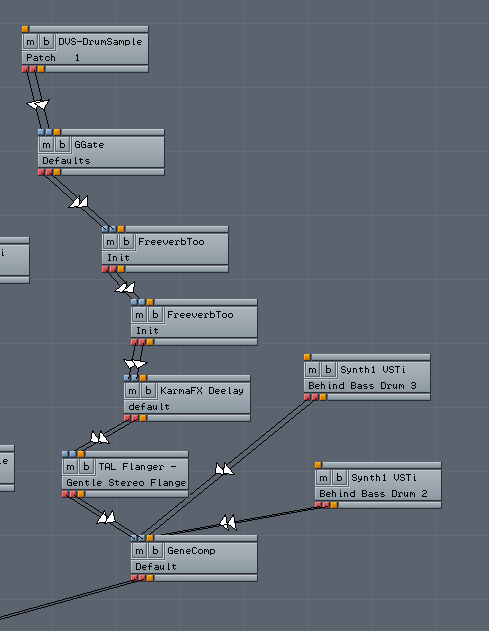 m b DVS-DrumSample
Patch 1
m b GGate
Defaults
m b FreeverbToo
Init
i
m b FreeverbToo
Init
m b Synth1 VSTi
Behind Bass Drum 3
m b KarmaFX Deelay
default
m b TAL Flanger -
Gentle Stereo Flange
e
m b Synth1 VSTi
Behind Bass Drum 2
m b GeneComp
Default